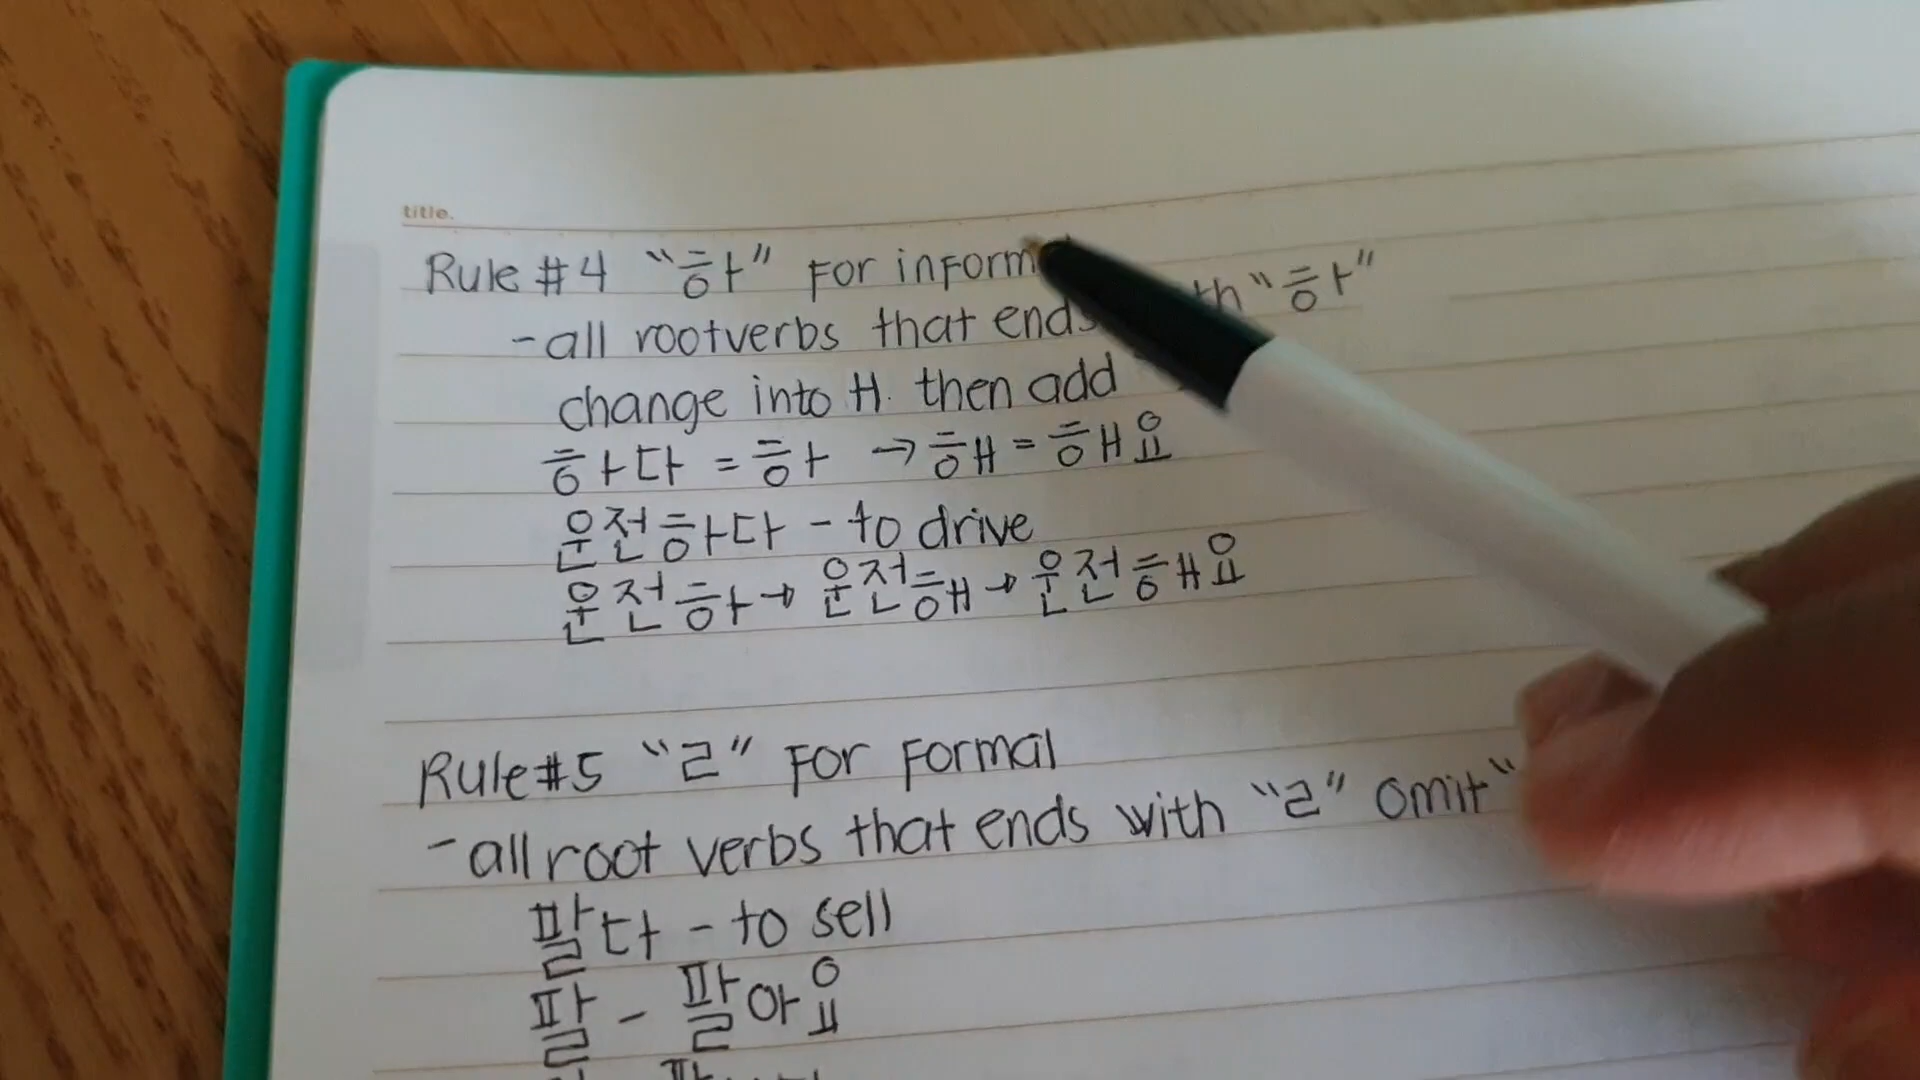 title.
Rule #4 "하" For inform
-all rootverbs that ends "하"
change into ㅐ. then add
하다 = 하 → 해 = 해요
운전하다 - to drive
운전하 → 운전해 → 운전해요
Rule #5 "ㄹ" For Formal
-all root verbs that ends with "ㄹ" omit "
팔다 - to sell
팔 - 팔아요